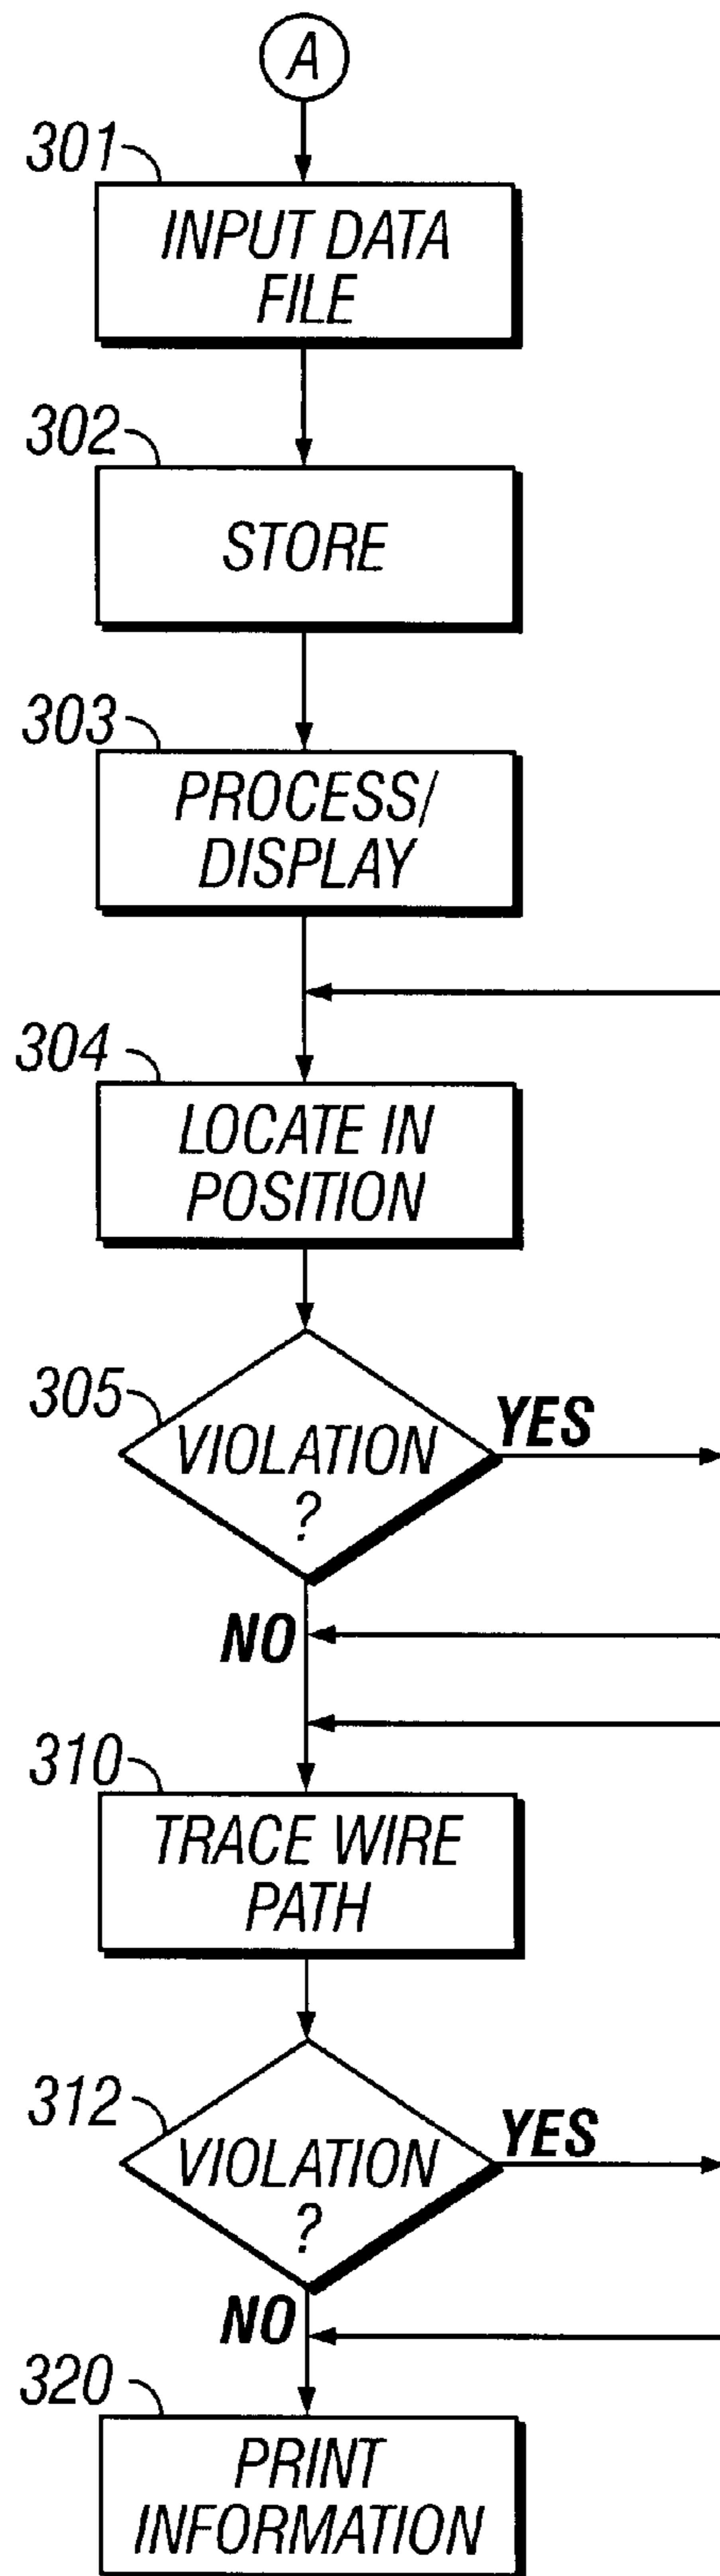 A
301
INPUT DATA
FILE
302
STORE
303
PROCESS/
DISPLAY
304
LOCATE IN
POSITION
305
VIOLATION
?
YES
NO
310
TRACE WIRE
PATH
312
VIOLATION
?
YES
NO
320
PRINT
INFORMATION